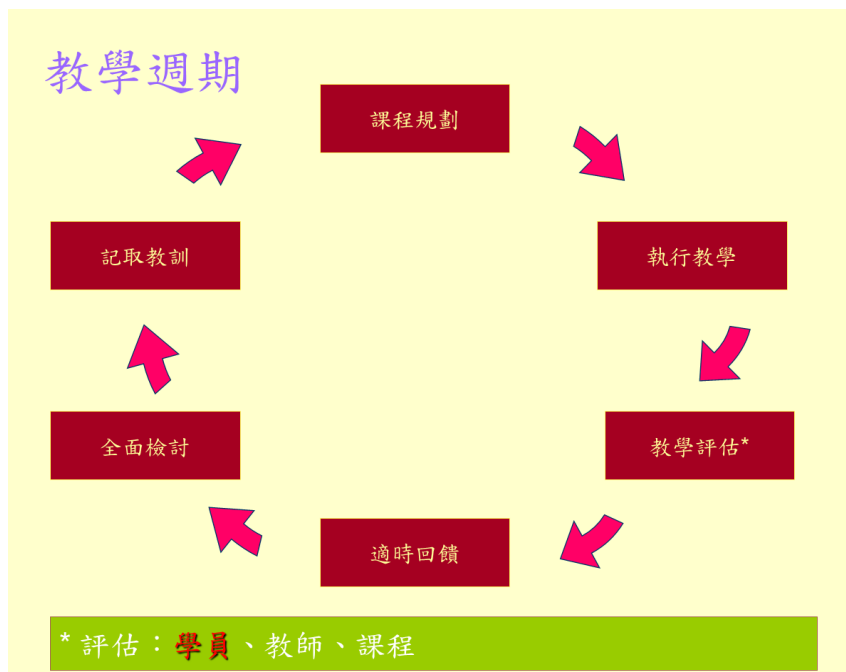 教學週期
課程規劃
執行教學
教學評估*
適時回饋
全面檢討
記取教訓
* 評估：學員、教師、課程